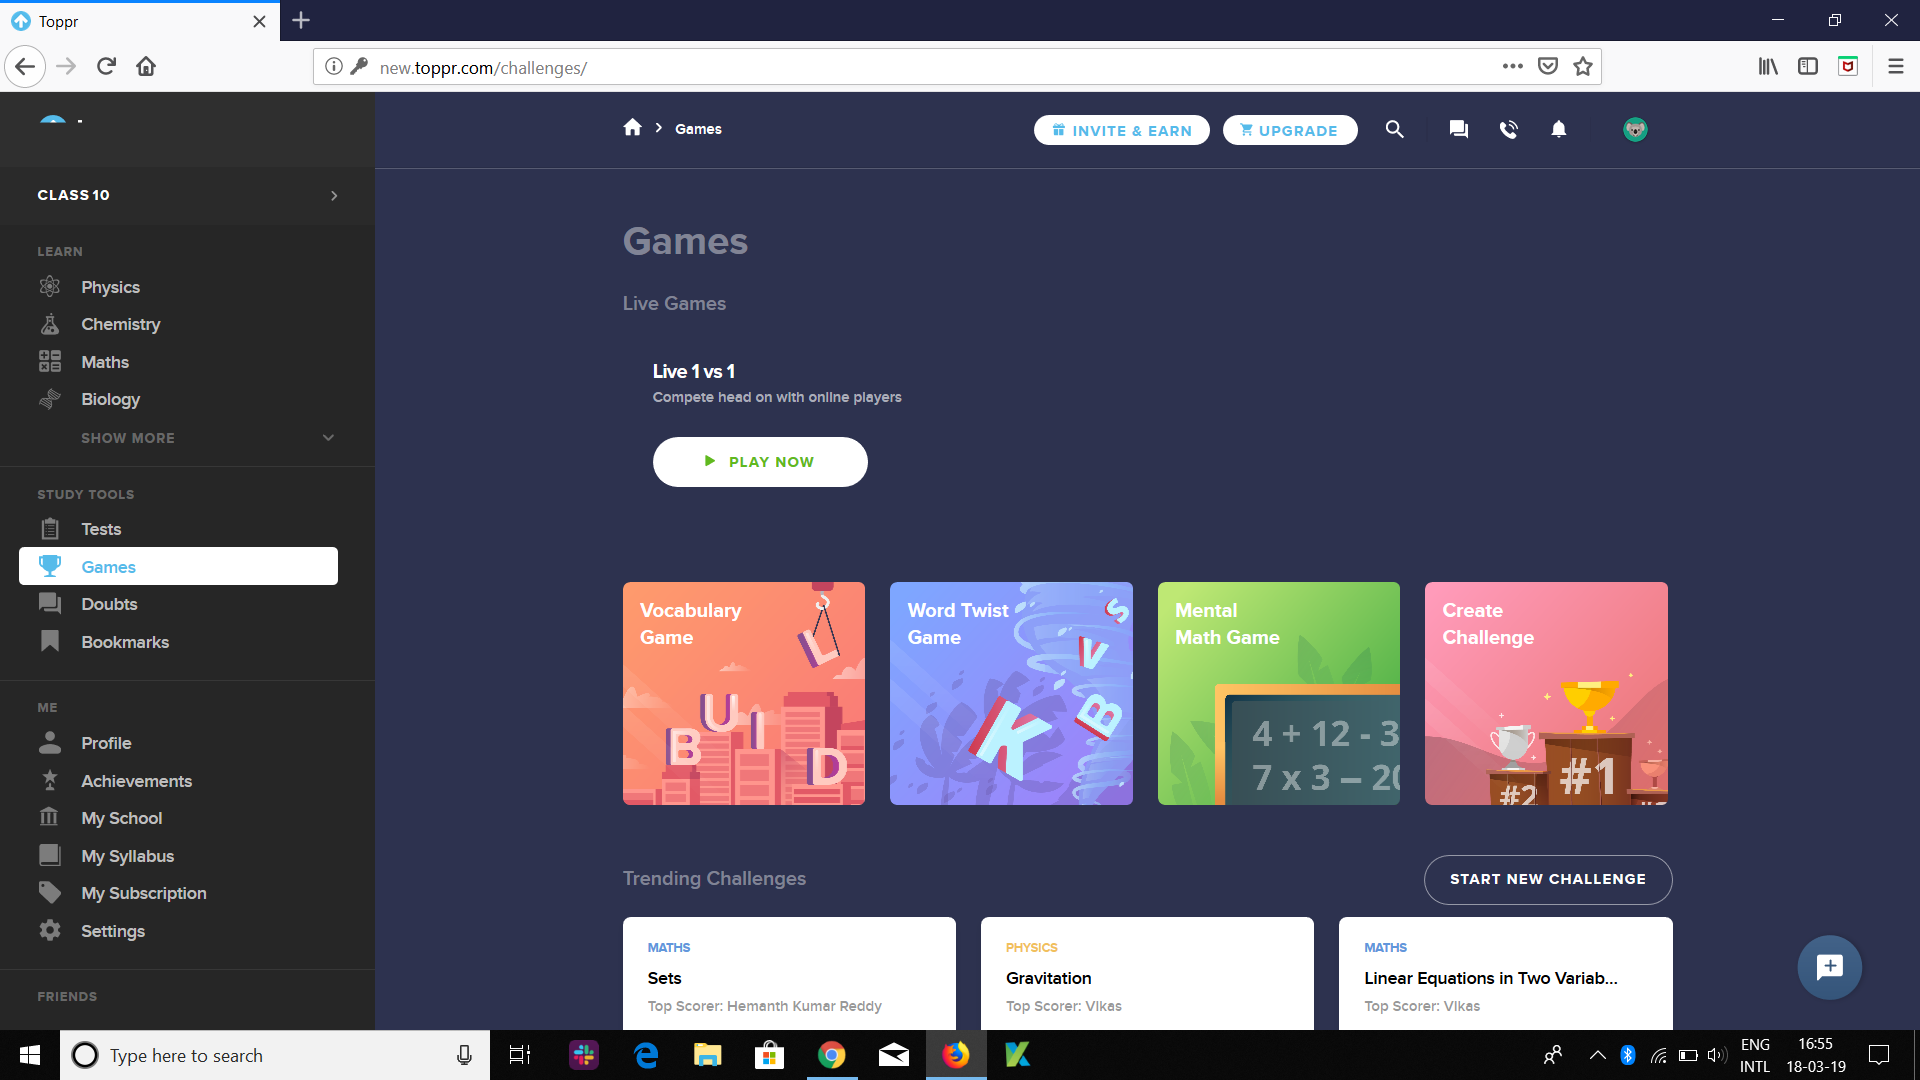 Toppr
new.toppr.com/challenges/
Games
INVITE & EARN
UPGRADE
CLASS 10
LEARN
Physics
Chemistry
Maths
Biology
SHOW MORE
STUDY TOOLS
Tests
Games
Doubts
Bookmarks
ME
Profile
Achievements
My School
My Syllabus
My Subscription
Settings
FRIENDS
Games
Live Games
Live 1 vs 1
Compete head on with online players
PLAY NOW
Vocabulary
Game
B U I L D
Word Twist
Game
K B V S
Mental
Math Game
4 + 12 - 3
7 x 3 – 20
Create
Challenge
#1
#2
Trending Challenges
START NEW CHALLENGE
MATHS
Sets
Top Scorer: Hemanth Kumar Reddy
PHYSICS
Gravitation
Top Scorer: Vikas
MATHS
Linear Equations in Two Variab...
Top Scorer: Vikas
Type here to search
ENG
INTL
16:55
18-03-19